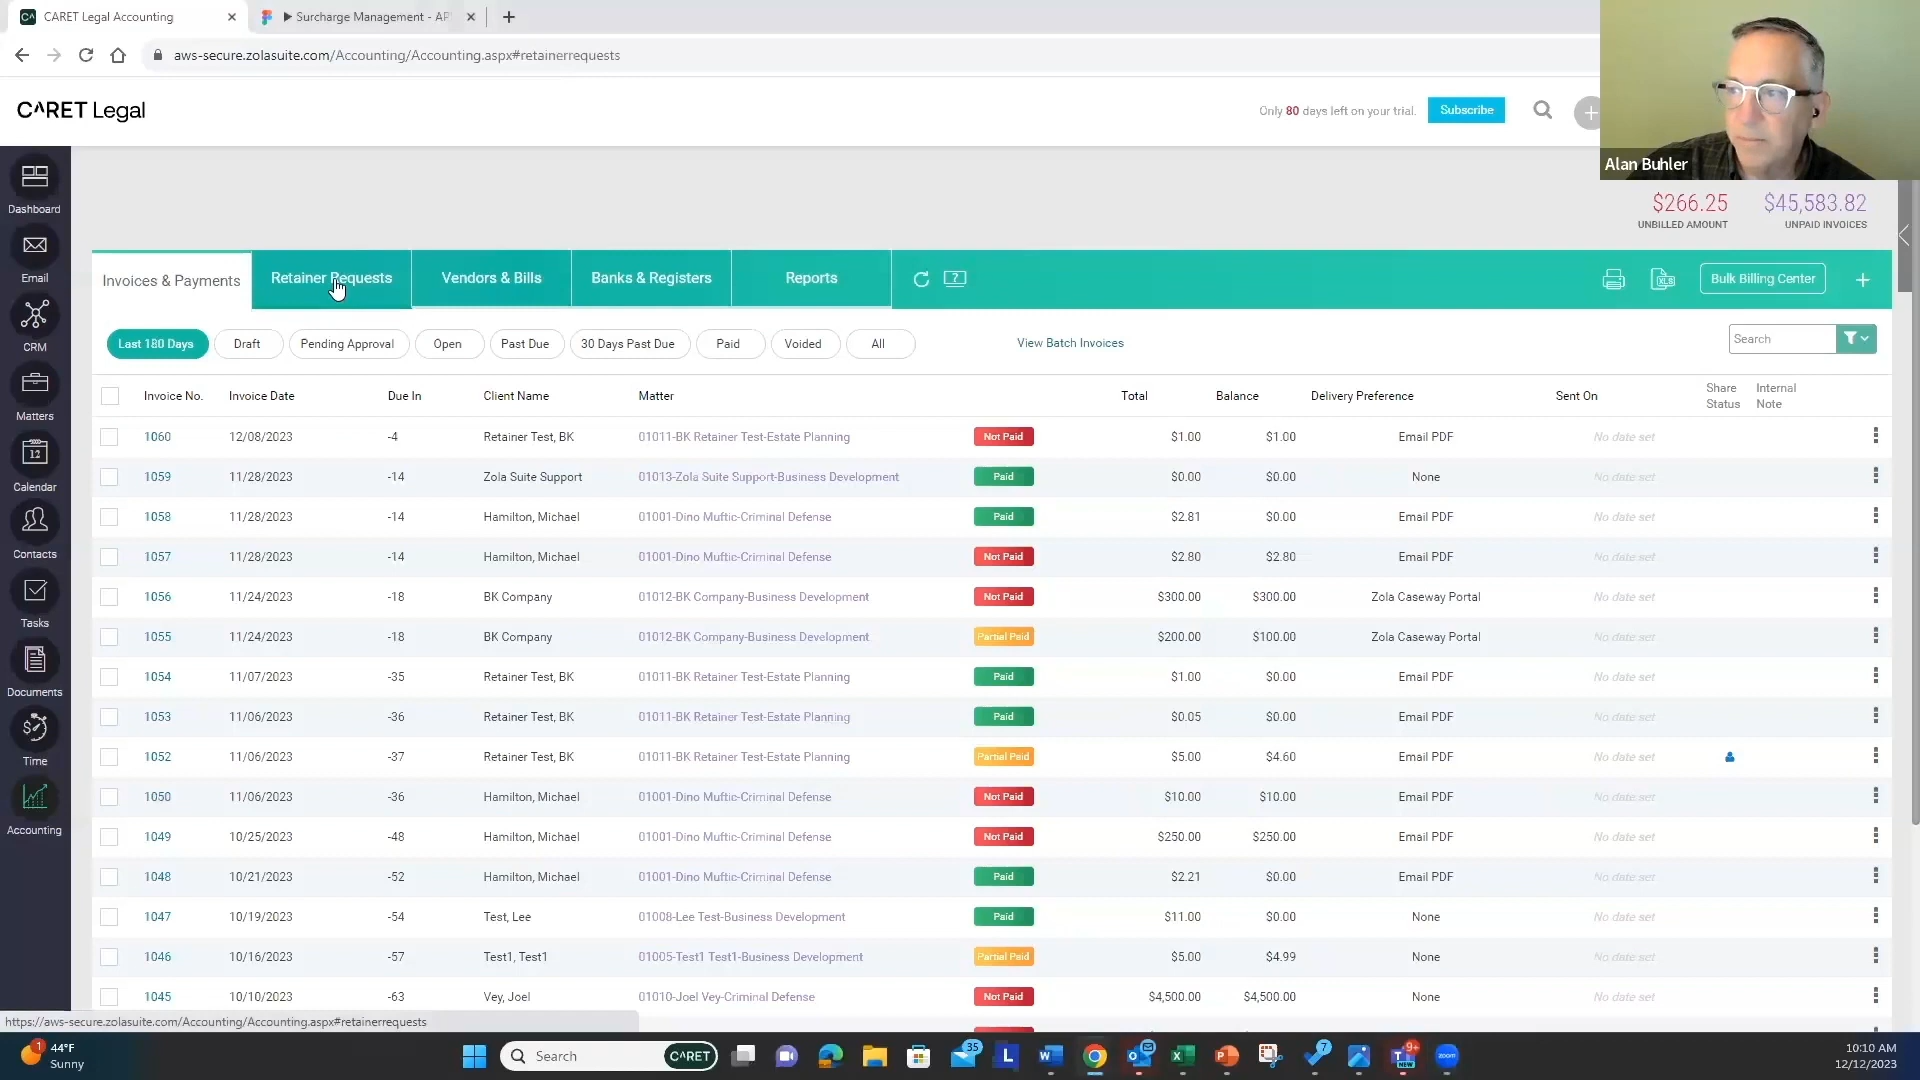 CARET Legal Accounting
Surcharge Management - AP
aws-secure.zolasuite.com/Accounting/Accounting.aspx#retainerrequests
CARET Legal
Only 80 days left on your trial.
Subscribe
Alan Buhler
$266.25
UNBILLED AMOUNT
$45,583.82
UNPAID INVOICES
Dashboard
Email
CRM
Matters
12
Calendar
Contacts
Tasks
Documents
Time
Accounting
Invoices & Payments
Retainer Requests
Vendors & Bills
Banks & Registers
Reports
?
XLS
Bulk Billing Center
Last 180 Days
Draft
Pending Approval
Open
Past Due
30 Days Past Due
Paid
Voided
All
View Batch Invoices
Search
Invoice No. Invoice Date Due In Client Name Matter Total Balance Delivery Preference Sent On Share Status Internal Note
1060 12/08/2023 -4 Retainer Test, BK 01011-BK Retainer Test-Estate Planning Not Paid $1.00 $1.00 Email PDF No date set
1059 11/28/2023 -14 Zola Suite Support 01013-Zola Suite Support-Business Development Paid $0.00 $0.00 None No date set
1058 11/28/2023 -14 Hamilton, Michael 01001-Dino Muftic-Criminal Defense Paid $2.81 $0.00 Email PDF No date set
1057 11/28/2023 -14 Hamilton, Michael 01001-Dino Muftic-Criminal Defense Not Paid $2.80 $2.80 Email PDF No date set
1056 11/24/2023 -18 BK Company 01012-BK Company-Business Development Not Paid $300.00 $300.00 Zola Caseway Portal No date set
1055 11/24/2023 -18 BK Company 01012-BK Company-Business Development Partial Paid $200.00 $100.00 Zola Caseway Portal No date set
1054 11/07/2023 -35 Retainer Test, BK 01011-BK Retainer Test-Estate Planning Paid $1.00 $0.00 Email PDF No date set
1053 11/06/2023 -36 Retainer Test, BK 01011-BK Retainer Test-Estate Planning Paid $0.05 $0.00 Email PDF No date set
1052 11/06/2023 -37 Retainer Test, BK 01011-BK Retainer Test-Estate Planning Partial Paid $5.00 $4.60 Email PDF No date set
1050 11/06/2023 -36 Hamilton, Michael 01001-Dino Muftic-Criminal Defense Not Paid $10.00 $10.00 Email PDF No date set
1049 10/25/2023 -48 Hamilton, Michael 01001-Dino Muftic-Criminal Defense Not Paid $250.00 $250.00 Email PDF No date set
1048 10/21/2023 -52 Hamilton, Michael 01001-Dino Muftic-Criminal Defense Paid $2.21 $0.00 Email PDF No date set
1047 10/19/2023 -54 Test, Lee 01008-Lee Test-Business Development Paid $11.00 $0.00 None No date set
1046 10/16/2023 -57 Test1, Test1 01005-Test1 Test1-Business Development Partial Paid $5.00 $4.99 None No date set
1045 10/10/2023 -63 Vey, Joel 01010-Joel Vey-Criminal Defense Not Paid $4,500.00 $4,500.00 None No date set
https://aws-secure.zolasuite.com/Accounting/Accounting.aspx#retainerrequests
1
44°F
Sunny
Search
CARET
35
L
7
9+
NEW
zoom
10:10 AM
12/12/2023